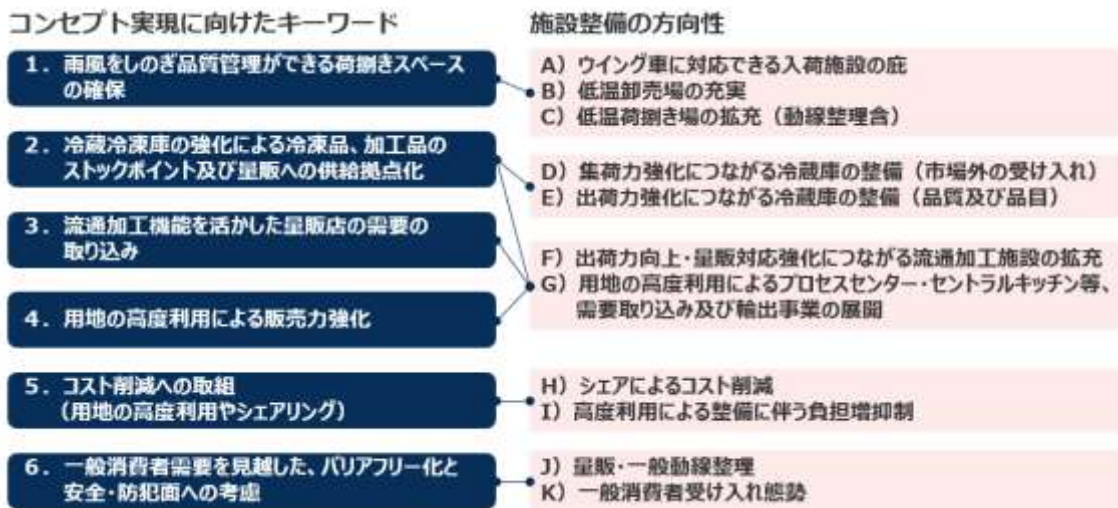 コンセプト実現に向けたキーワード
1．雨風をしのぎ品質管理ができる荷捌きスペース
の確保
2．冷蔵冷凍庫の強化による冷凍品、加工品の
ストックポイント及び量販への供給拠点化
3．流通加工機能を活かした量販店の需要の
取り込み
4．用地の高度利用による販売力強化
5．コスト削減への取組
（用地の高度利用やシェアリング）
6．一般消費者需要を見越した、バリアフリー化と
安全・防犯面への考慮
施設整備の方向性
A）ウイング車に対応できる入荷施設の庇
B）低温卸売場の充実
C）低温荷捌き場の拡充（動線整理含）
D）集荷力強化につながる冷蔵庫の整備（市場外の受け入れ）
E）出荷力強化につながる冷蔵庫の整備（品質及び品目）
F）出荷力向上・量販対応強化につながる流通加工施設の拡充
G）用地の高度利用によるプロセスセンター・セントラルキッチン等、
需要取り込み及び輸出事業の展開
H）シェアによるコスト削減
I）高度利用による整備に伴う負担増抑制
J）量販・一般動線整理
K）一般消費者受け入れ態勢